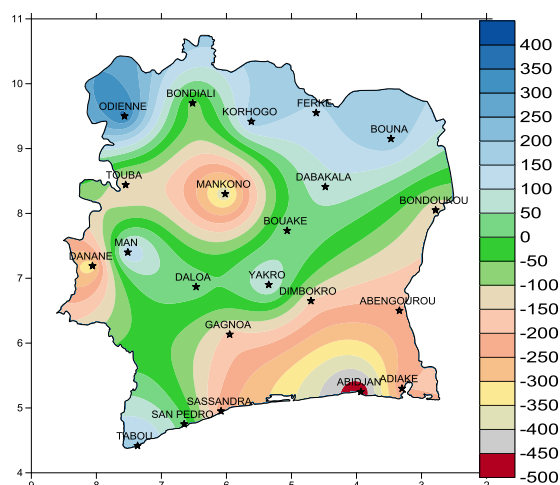 11
10
9
8
7
6
5
4
ODIENNE
BONDIALI
KORHOGO
FERKE
BOUNA
TOUBA
MANKONO
DABAKALA
BONDOUKOU
BOUAKE
MAN
DANANE
DALOA
YAKRO
DIMBOKRO
ABENGOUROU
GAGNOA
ABIDJAN
ADIAKE
SASSANDRA
SAN PEDRO
TABOU
400
350
300
250
200
150
100
50
0
-50
-100
-150
-200
-250
-300
-350
-400
-450
-500